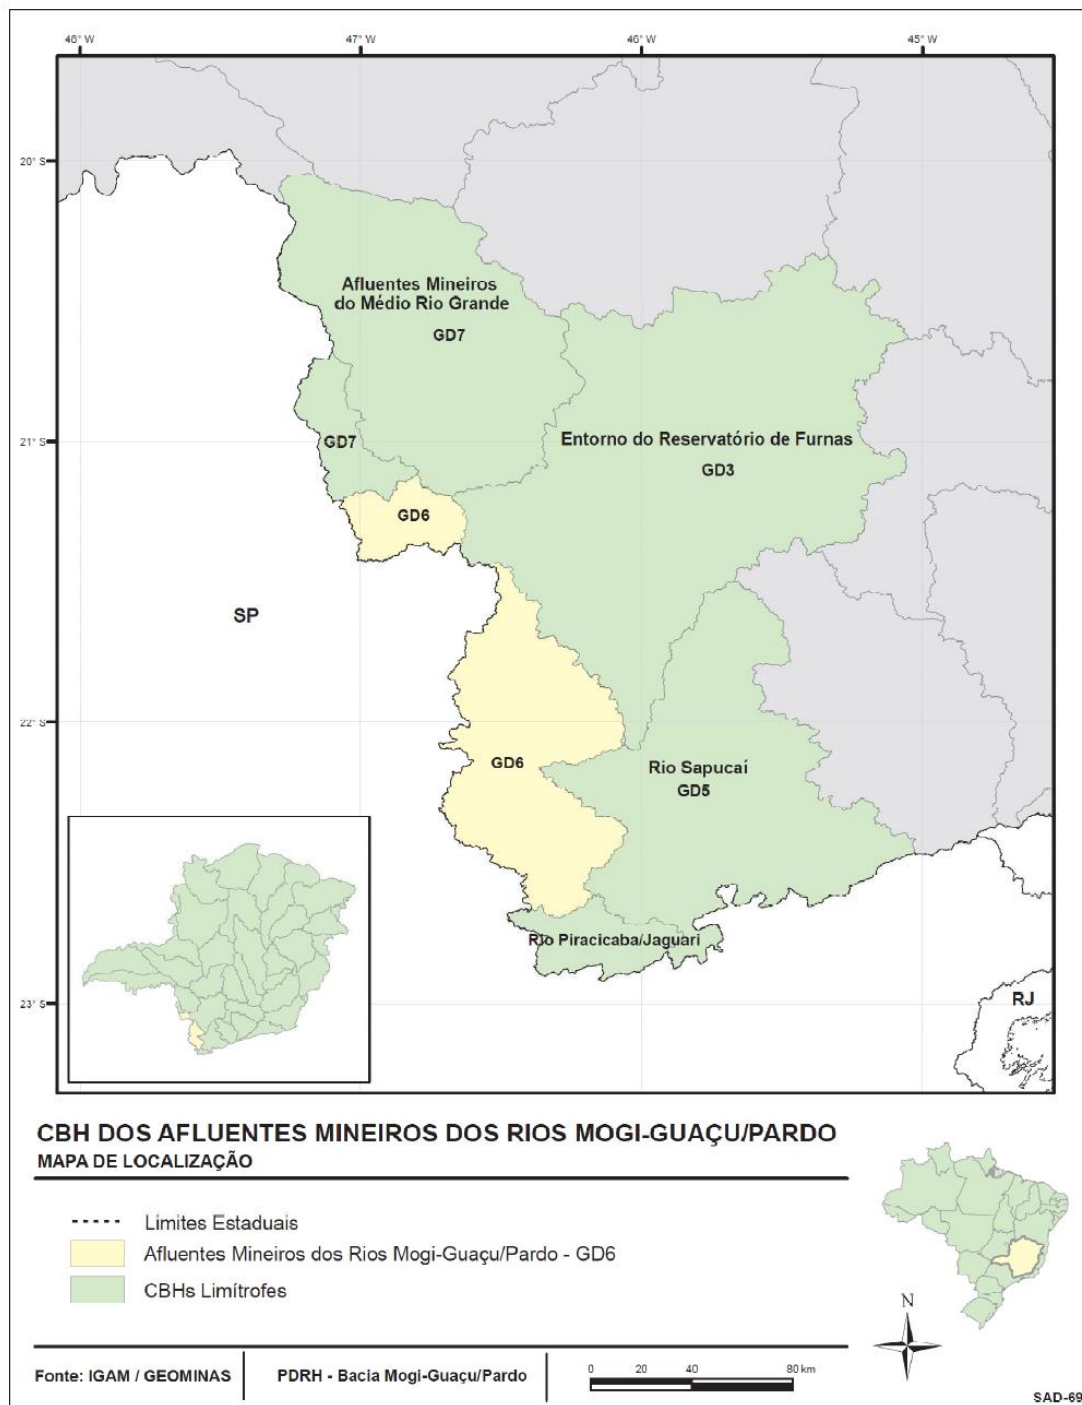 48° W
47° W
46° W
45° W
20° S
21° S
22° S
23° S
Afluentes Mineiros
do Médio Rio Grande
GD7
GD7
Entorno do Reservatório de Furnas
GD3
GD6
SP
GD6
Rio Sapucaí
GD5
Rio Piracicaba/Jaguari
RJ
CBH DOS AFLUENTES MINEIROS DOS RIOS MOGI-GUAÇU/PARDO
MAPA DE LOCALIZAÇÃO
Limites Estaduais
Afluentes Mineiros dos Rios Mogi-Guaçu/Pardo - GD6
CBHs Limítrofes
N
Fonte: IGAM / GEOMINAS
PDRH - Bacia Mogi-Guaçu/Pardo
0 20 40 80 km
SAD-69